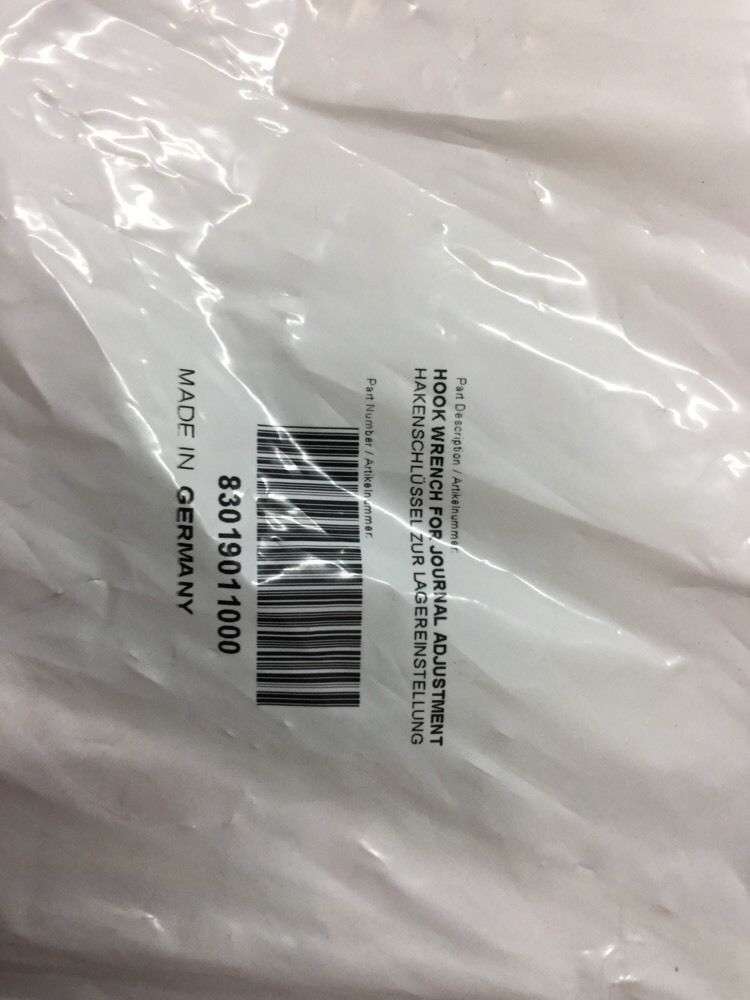 Part Description / Artikelnummer:
HOOK WRENCH FOR JOURNAL ADJUSTMENT
HAKENSCHLÜSSEL ZUR LAGEREINSTELLUNG
Part Number / Artikelnummer:
83019011000
MADE IN GERMANY